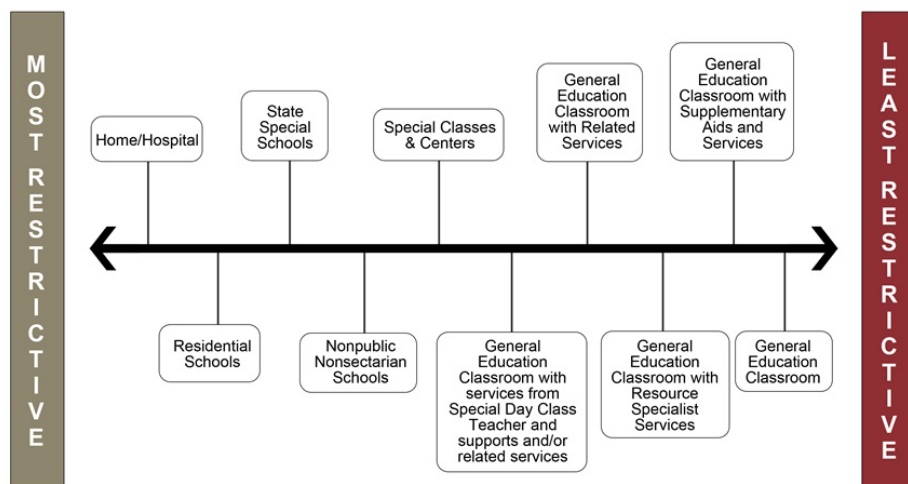 MOST RESTRICTIVE
Home/Hospital
State
Special
Schools
Special Classes
& Centers
General
Education
Classroom
with Related
Services
General
Education
Classroom with
Supplementary
Aids and
Services
Residential
Schools
Nonpublic
Nonsectarian
Schools
General
Education
Classroom with
services from
Special Day Class
Teacher and
supports and/or
related services
General
Education
Classroom with
Resource
Specialist
Services
General
Education
Classroom
LEAST RESTRICTIVE